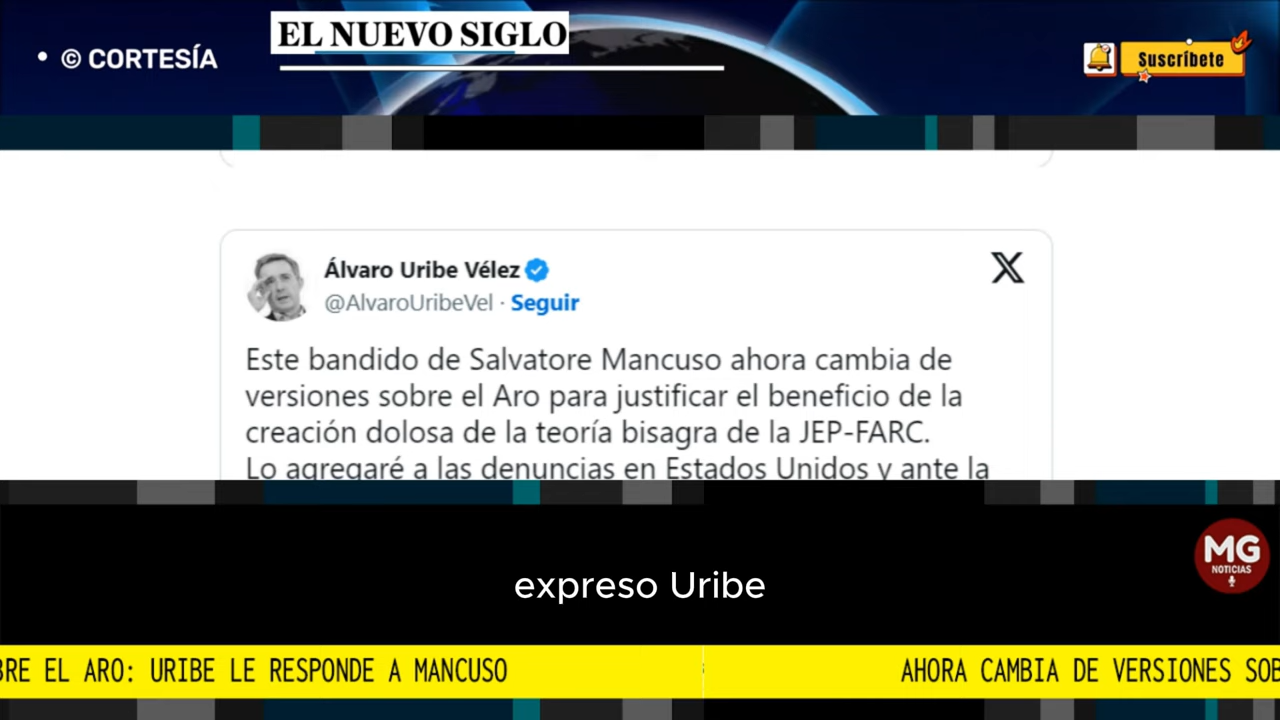 • © CORTESÍA
EL NUEVO SIGLO
Suscríbete
Álvaro Uribe Vélez
@AlvaroUribeVel · Seguir
X
Este bandido de Salvatore Mancuso ahora cambia de
versiones sobre el Aro para justificar el beneficio de la
creación dolosa de la teoría bisagra de la JEP-FARC.
Lo agregaré a las denuncias en Estados Unidos y ante la
MG
NOTICIAS
expreso Uribe
BRE EL ARO: URIBE LE RESPONDE A MANCUSO
AHORA CAMBIA DE VERSIONES SOB